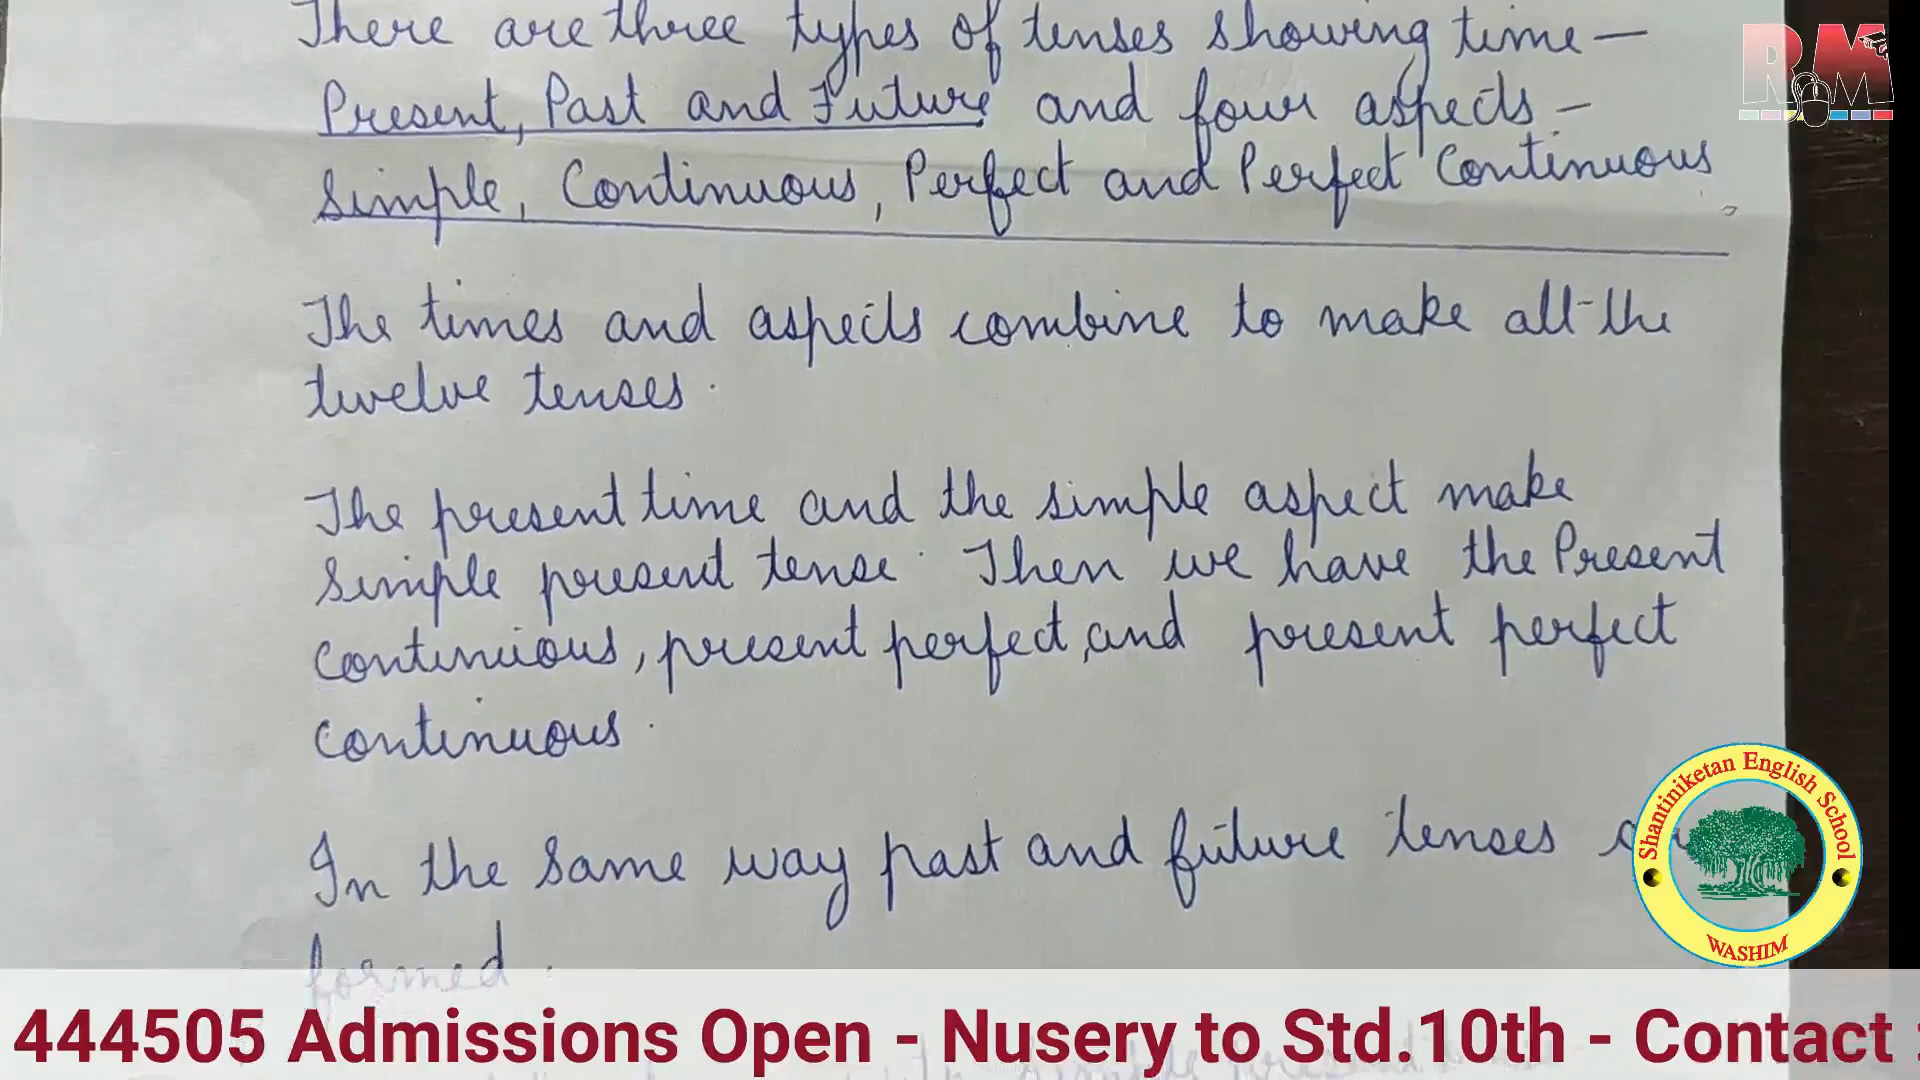 There are three types of tenses showing time -
Present, Past and Future and four aspects -
Simple, Continuous, Perfect and Perfect Continuous
The times and aspects combine to make all the
twelve tenses.
The present time and the simple aspect make
Simple present tense. Then we have the Present
continuous, present perfect, and present perfect
continuous.
In the same way past and future tenses
formed.
RM
Shantiniketan English School
WASHIM
444505 Admissions Open - Nusery to Std.10th - Contact :